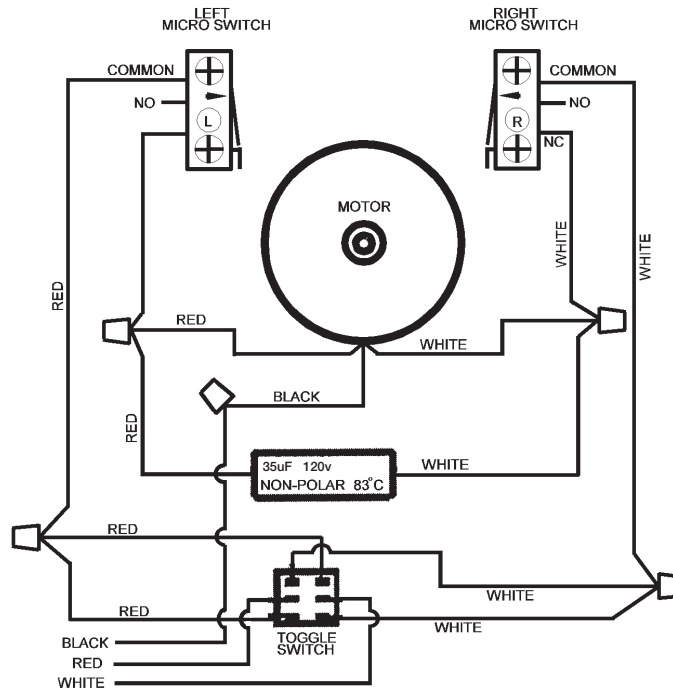 LEFT
MICRO SWITCH
RIGHT
MICRO SWITCH
COMMON
COMMON
NO
NO
L
R
NC
MOTOR
WHITE
WHITE
RED
RED
WHITE
BLACK
RED
35uF 120v
NON-POLAR 83°C
WHITE
RED
WHITE
RED
WHITE
TOGGLE
SWITCH
BLACK
RED
WHITE